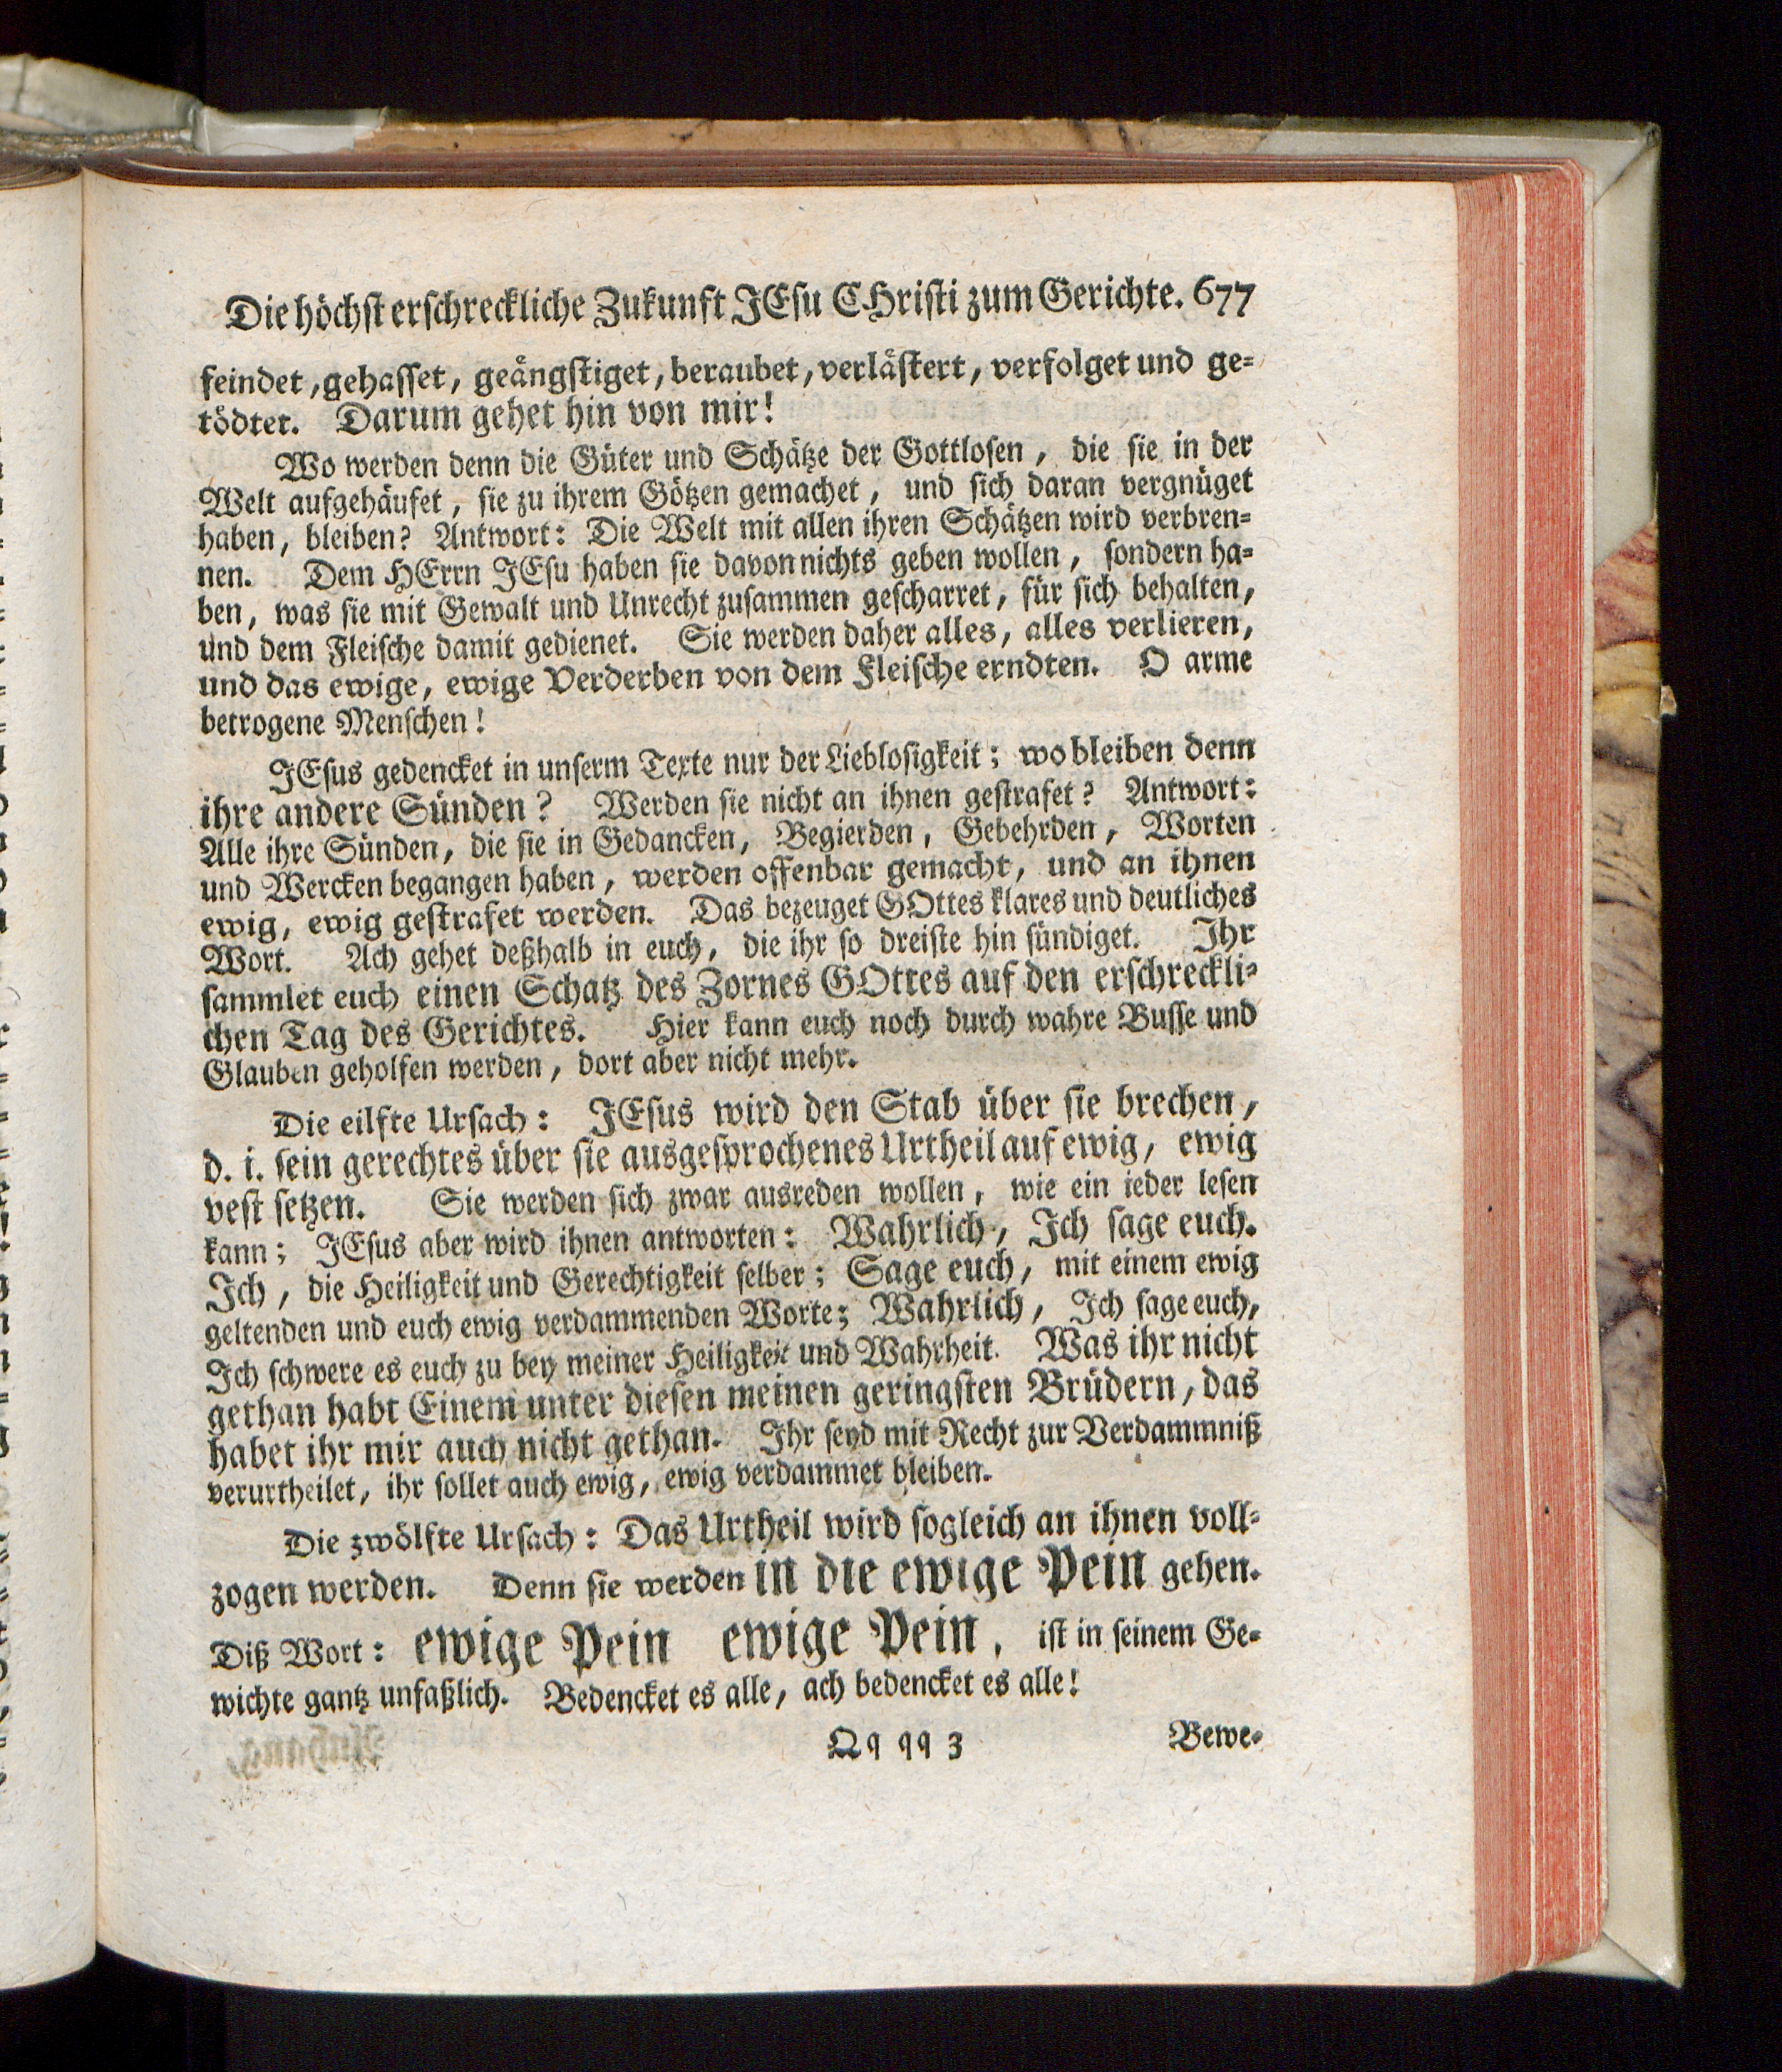 Die höchst erschreckliche Zukunft JEsu CHristi zum Gerichte. 677
feindet, gehasset, geängstiget, beraubet, verlästert, verfolget und ge-
tödtet. Darum gehet hin von mir!
Wo werden denn die Güter und Schätze der Gottlosen, die sie in der
Welt aufgehäufet, sie zu ihrem Götzen gemachet, und sich daran vergnüget
haben, bleiben? Antwort: Die Welt mit allen ihren Schätzen wird verbren-
nen. Dem HErrn JEsu haben sie davon nichts geben wollen, sondern ha-
ben, was sie mit Gewalt und Unrecht zusammen gescharret, für sich behalten,
und dem Fleische damit gedienet. Sie werden daher alles, alles verlieren,
und das ewige, ewige Verderben von dem Fleische erndten. O arme
betrogene Menschen!
JEsus gedencket in unserm Texte nur der Lieblosigkeit; wo bleiben denn
ihre andere Sünden? Werden sie nicht an ihnen gestrafet? Antwort:
Alle ihre Sünden, die sie in Gedancken, Begierden, Gebehrden, Worten
und Wercken begangen haben, werden offenbar gemacht, und an ihnen
ewig, ewig gestrafet werden. Das bezeuget GOttes klares und deutliches
Wort. Ach gehet deßhalb in euch, die ihr so dreiste hin sündiget. Ihr
sammlet euch einen Schatz des Zornes GOttes auf den erschreckli-
chen Tag des Gerichtes. Hier kann euch noch durch wahre Busse und
Glauben geholfen werden, dort aber nicht mehr.
Die eilfte Ursach: JEsus wird den Stab über sie brechen,
d. i. sein gerechtes über sie ausgesprochenes Urtheil auf ewig, ewig
vest setzen. Sie werden sich zwar ausreden wollen, wie ein ieder lesen
kann; JEsus aber wird ihnen antworten: Wahrlich, Ich sage euch.
Ich, die Heiligkeit und Gerechtigkeit selber; Sage euch, mit einem ewig
geltenden und euch ewig verdammenden Worte; Wahrlich, Ich sage euch,
Ich schwere es euch zu bey meiner Heiligkeit und Wahrheit. Was ihr nicht
gethan habt Einem unter diesen meinen geringsten Brüdern, das
habet ihr mir auch nicht gethan. Ihr seyd mit Recht zur Verdammniß
verurtheilet, ihr sollet auch ewig, ewig verdammet bleiben.
Die zwölfte Ursach: Das Urtheil wird sogleich an ihnen voll-
zogen werden. Denn sie werden in die ewige Pein gehen.
Diß Wort: ewige Pein ewige Pein, ist in seinem Ge-
wichte gantz unfaßlich. Bedencket es alle, ach bedencket es alle!
Qq qq 3 Bewe-